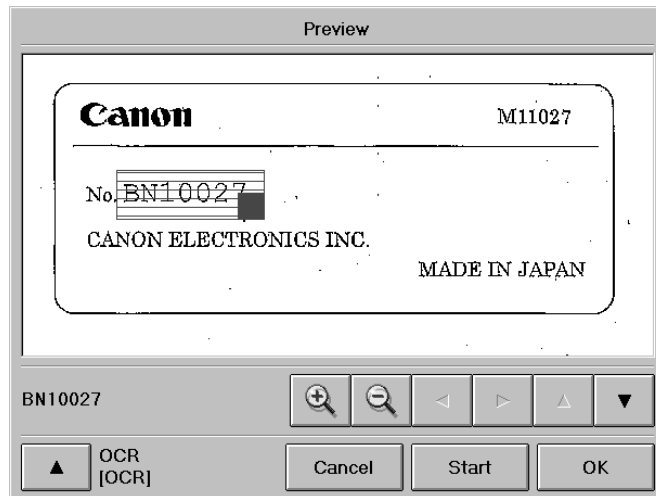 Preview
Canon
M11027
No. BN10027
CANON ELECTRONICS INC.
MADE IN JAPAN
BN10027
OCR
[OCR]
Cancel
Start
OK